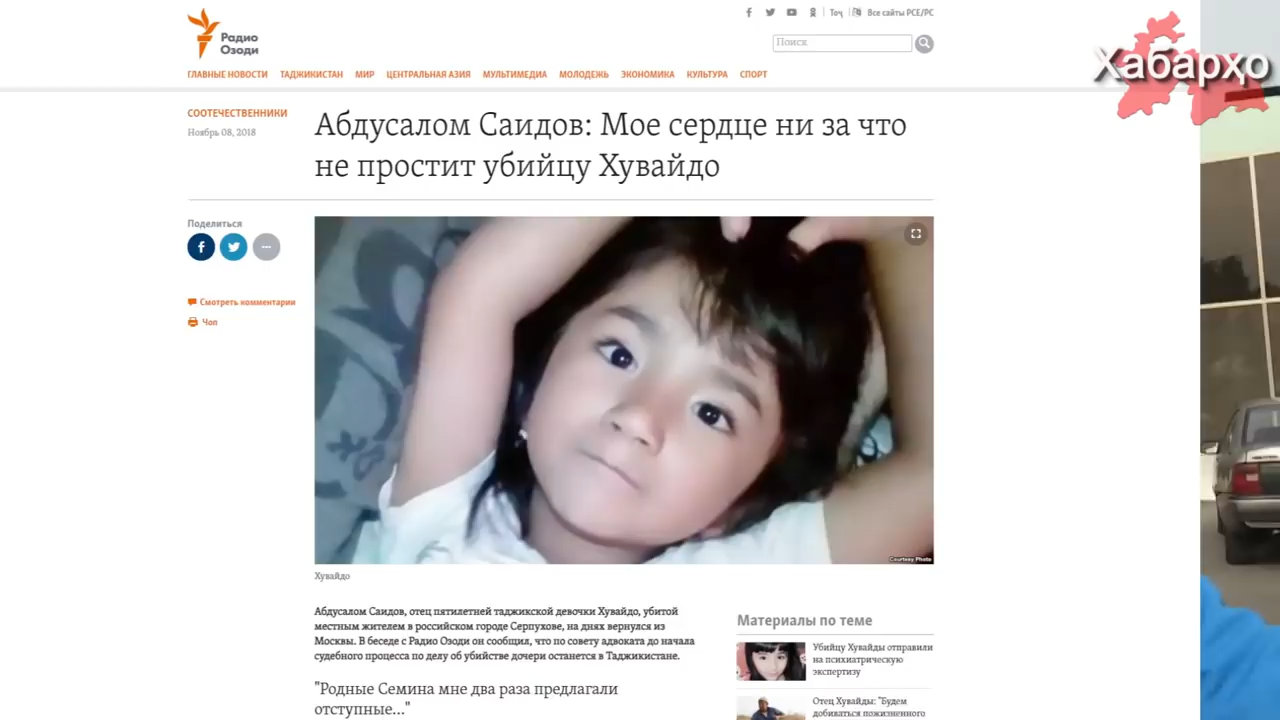 Радио
Озоди
Тоҷ
Все сайты РСЕ/РС
Поиск
Хабарҳо
ГЛАВНЫЕ НОВОСТИ ТАДЖИКИСТАН МИР ЦЕНТРАЛЬНАЯ АЗИЯ МУЛЬТИМЕДИА МОЛОДЕЖЬ ЭКОНОМИКА КУЛЬТУРА СПОРТ
СООТЕЧЕСТВЕННИКИ
Ноябрь 08, 2018
Абдусалом Саидов: Мое сердце ни за что
не простит убийцу Хувайдо
Поделиться
Смотреть комментарии
Чоп
Courtesy Photo
Хувайдо
Абдусалом Саидов, отец пятилетней таджикской девочки Хувайдо, убитой
местным жителем в российском городе Серпухове, на днях вернулся из
Москвы. В беседе с Радио Озоди он сообщил, что по совету адвоката до начала
судебного процесса по делу об убийстве дочери останется в Таджикистане.
"Родные Семина мне два раза предлагали
отступные..."
Материалы по теме
Убийцу Хувайды отправили
на психиатрическую
экспертизу
Отец Хувайды: "Будем
добиваться пожизненного